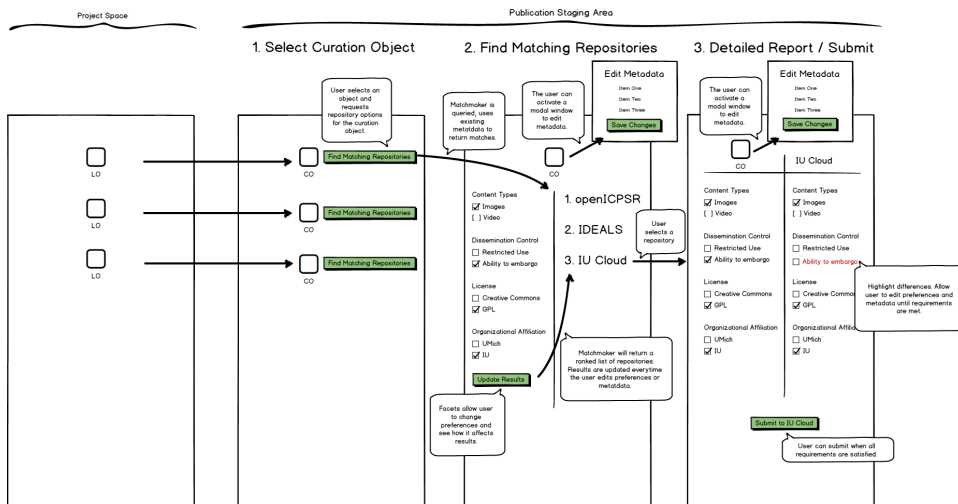 Project Space
Publication Staging Area
1. Select Curation Object
2. Find Matching Repositories
3. Detailed Report / Submit
User selects an
object and
requests
repository options
for the curation
object.
Matchmaker is
queried, uses
existing
metatdata to
return matches.
The user can
activate a
modal window
to edit
metadata.
Edit Metadata
Item One
Item Two
Item Three
Save Changes
The user can
activate a
modal window
to edit
metadata.
Edit Metadata
Item One
Item Two
Item Three
Save Changes
LO
CO
Find Matching Repositories
LO
CO
Find Matching Repositories
LO
CO
Find Matching Repositories
CO
Content Types
Images
[ ] Video
Dissemination Control
Restricted Use
Ability to embargo
License
Creative Commons
GPL
Organizational Affiliation
UMich
IU
Update Results
Facets allow user
to change
preferences and
see how it affects
results.
1. openICPSR
2. IDEALS
3. IU Cloud
User
selects a
repository
Matchmaker will return a
ranked list of repositories.
Results are updated everytime
the user edits preferences or
metatdata.
CO
IU Cloud
Content Types
Images
[ ] Video
Dissemination Control
Restricted Use
Ability to embargo
License
Creative Commons
GPL
Organizational Affiliation
UMich
IU
Content Types
Images
[ ] Video
Dissemination Control
Restricted Use
Ability to embargo
License
Creative Commons
GPL
Organizational Affilia
UMich
IU
Highlight differences. Allow
user to edit preferences and
metadata until requirements
are met.
Submit to IU Cloud
User can submit when all
requirements are satisfied.